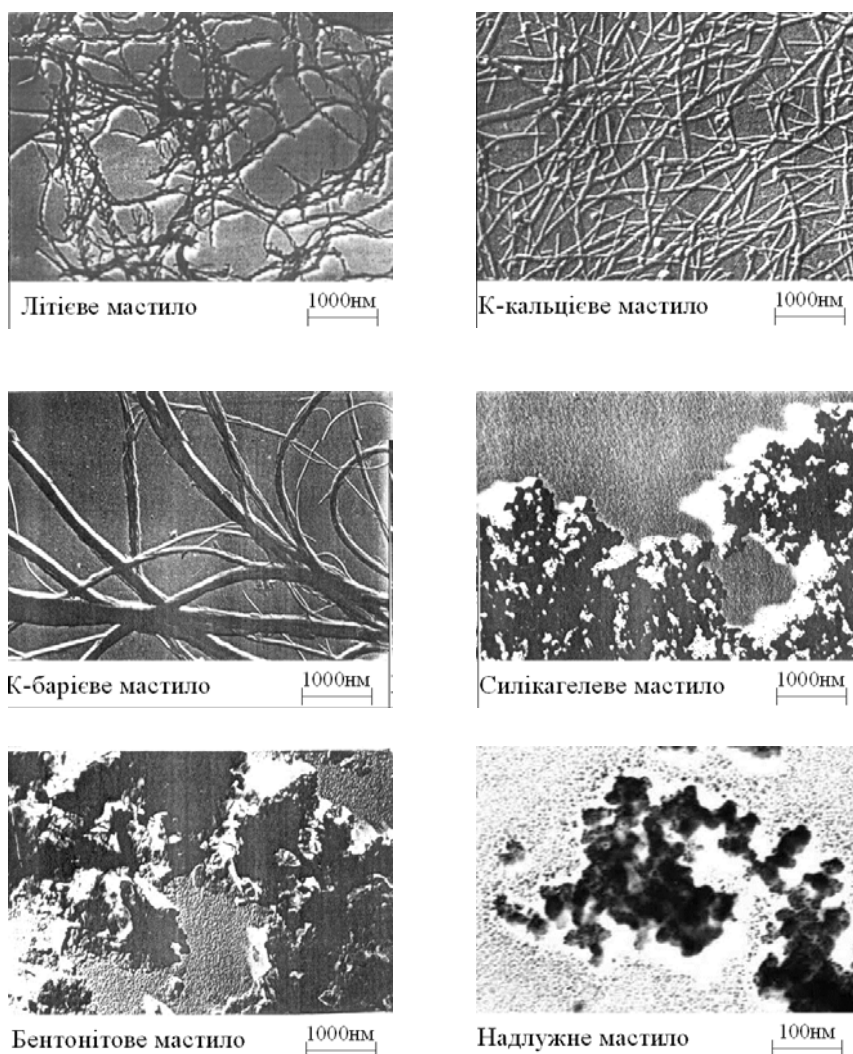 Літієве мастило 1000нм
К-кальцієве мастило 1000нм
К-барієве мастило 1000нм
Силікагелеве мастило 1000нм
Бентонітове мастило 1000нм
Надлужне мастило 100нм